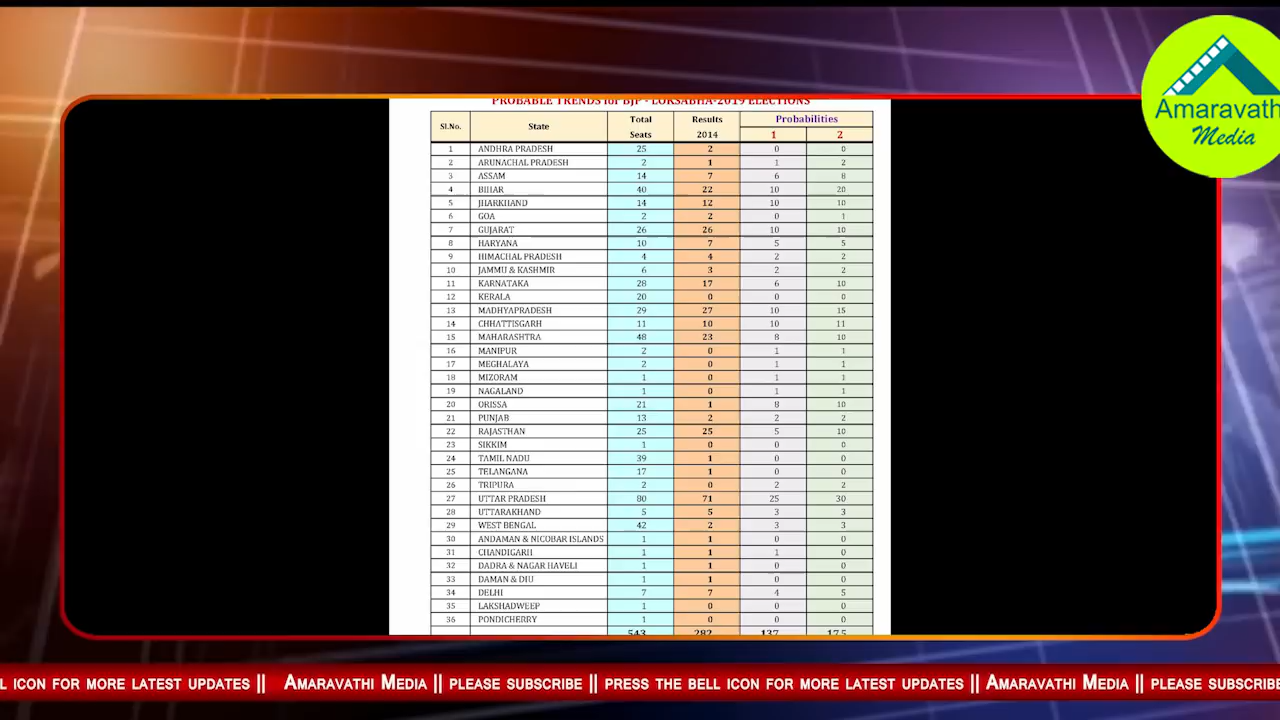 PROBABLE TRENDS for BJP - LOKSABHA-2019 ELECTIONS
Sl.No. State Total Seats Results 2014 Probabilities 1 2
1 ANDHRA PRADESH 25 2 0 0
2 ARUNACHAL PRADESH 2 1 1 2
3 ASSAM 14 7 6 8
4 BIHAR 40 22 10 20
5 JHARKHAND 14 12 10 10
6 GOA 2 2 0 1
7 GUJARAT 26 26 10 10
8 HARYANA 10 7 5 5
9 HIMACHAL PRADESH 4 4 2 2
10 JAMMU & KASHMIR 6 3 2 2
11 KARNATAKA 28 17 6 10
12 KERALA 20 0 0 0
13 MADHYAPRADESH 29 27 10 15
14 CHHATTISGARH 11 10 10 11
15 MAHARASHTRA 48 23 8 10
16 MANIPUR 2 0 1 1
17 MEGHALAYA 2 0 1 1
18 MIZORAM 1 0 1 1
19 NAGALAND 1 0 1 1
20 ORISSA 21 1 8 10
21 PUNJAB 13 2 2 2
22 RAJASTHAN 25 25 5 10
23 SIKKIM 1 0 0 0
24 TAMIL NADU 39 1 0 0
25 TELANGANA 17 1 0 0
26 TRIPURA 2 0 2 2
27 UTTAR PRADESH 80 71 25 30
28 UTTARAKHAND 5 5 3 3
29 WEST BENGAL 42 2 3 3
30 ANDAMAN & NICOBAR ISLANDS 1 1 0 0
31 CHANDIGARH 1 1 1 0
32 DADRA & NAGAR HAVELI 1 1 0 0
33 DAMAN & DIU 1 1 0 0
34 DELHI 7 7 4 5
35 LAKSHADWEEP 1 0 0 0
36 PONDICHERRY 1 0 0 0
543 282 137 175
Amaravath
Media
L ICON FOR MORE LATEST UPDATES || AMARAVATHI MEDIA || PLEASE SUBSCRIBE || PRESS THE BELL ICON FOR MORE LATEST UPDATES || AMARAVATHI MEDIA || PLEASE SUBSCRIBE